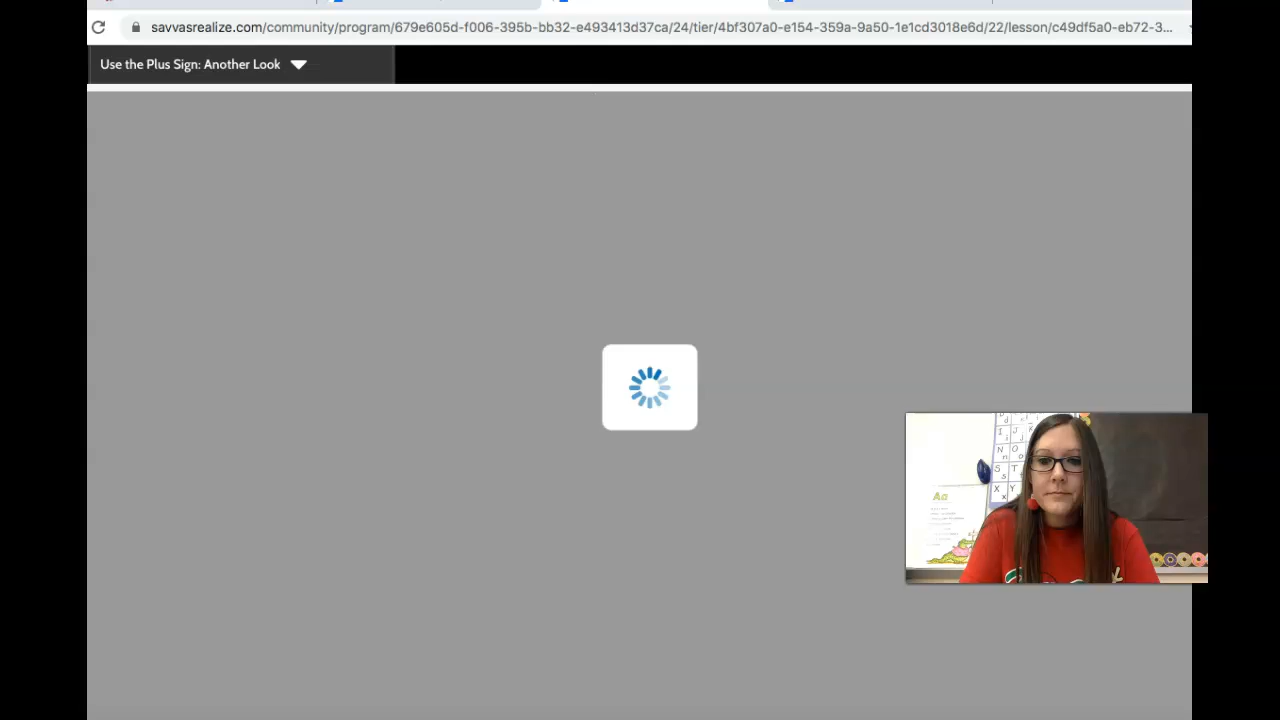 savvasrealize.com/community/program/679e605d-f006-395b-bb32-e493413d37ca/24/tier/4bf307a0-e154-359a-9a50-1e1cd3018e6d/22/lesson/c49df5a0-eb72-3...
Use the Plus Sign: Another Look
I J
N O
S T
X Y
Aa